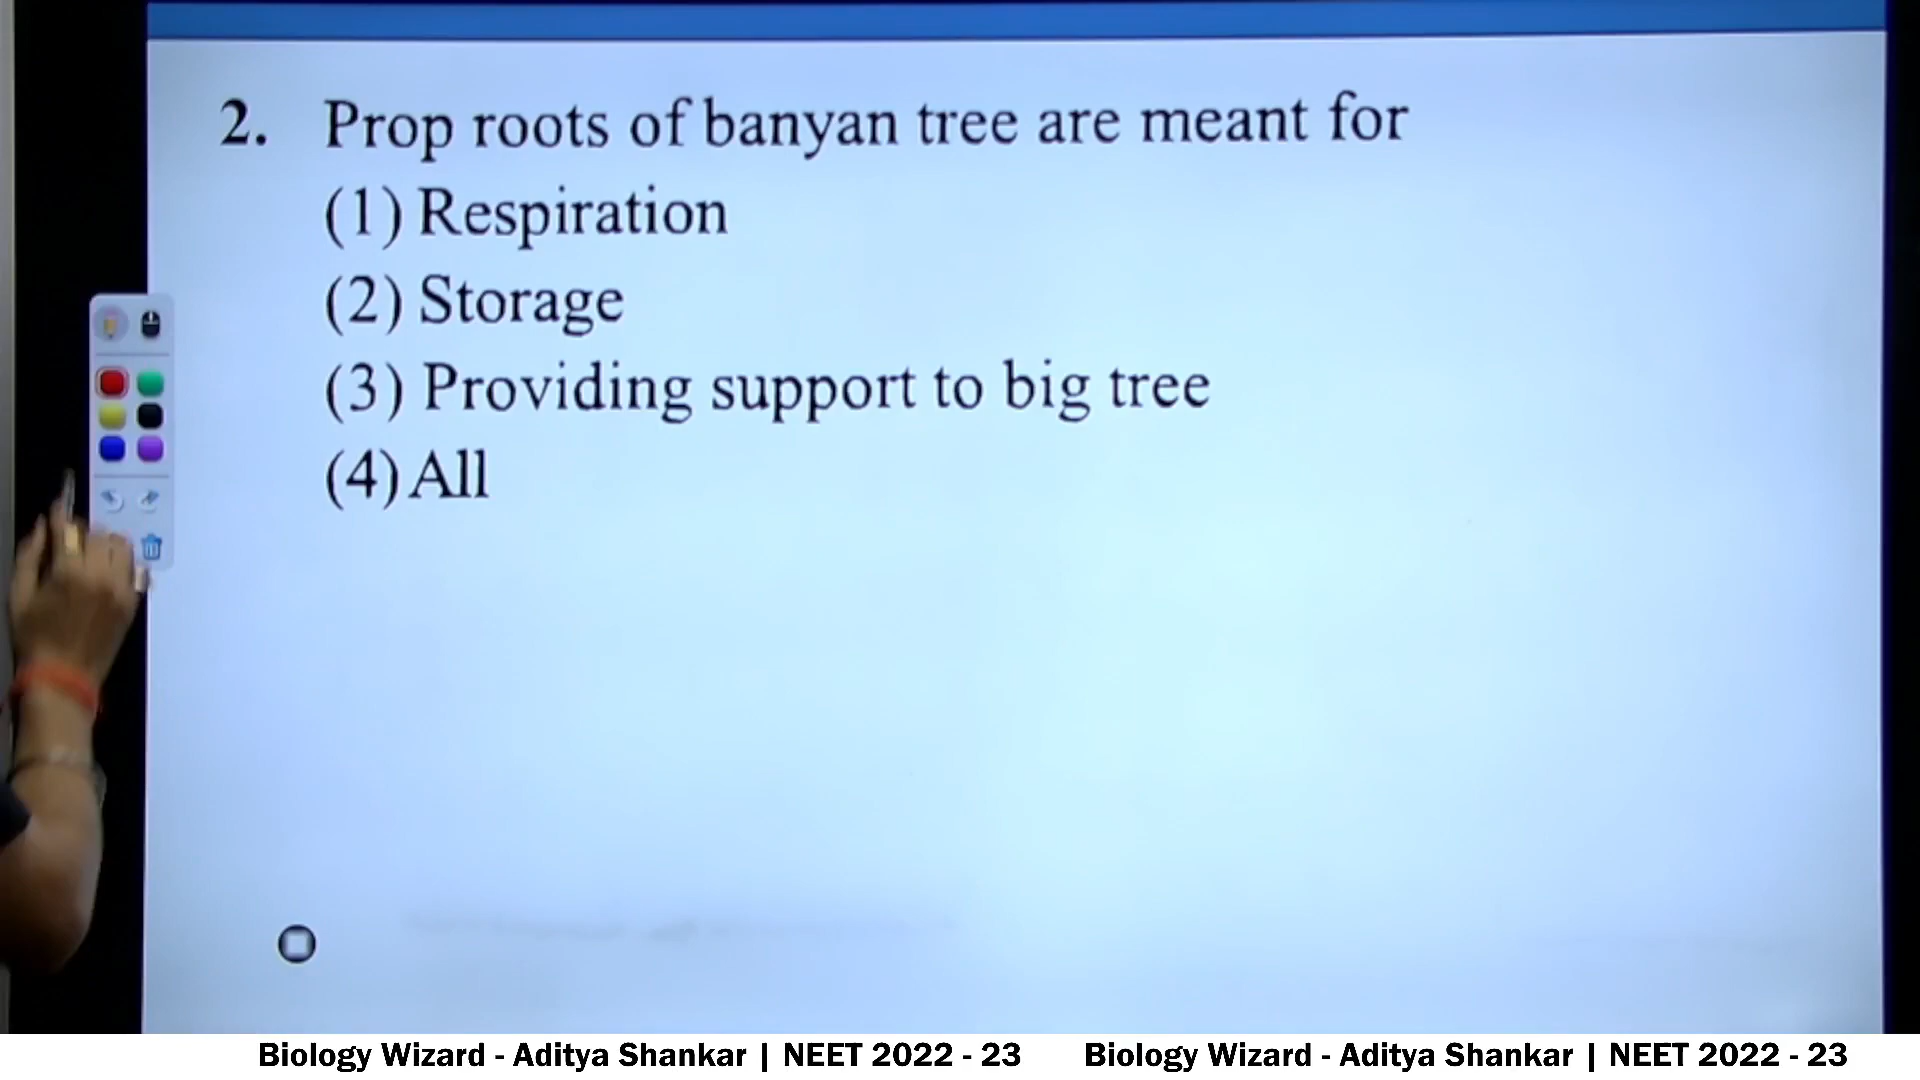 2. Prop roots of banyan tree are meant for
(1) Respiration
(2) Storage
(3) Providing support to big tree
(4) All
Biology Wizard - Aditya Shankar | NEET 2022 - 23 Biology Wizard - Aditya Shankar | NEET 2022 - 23